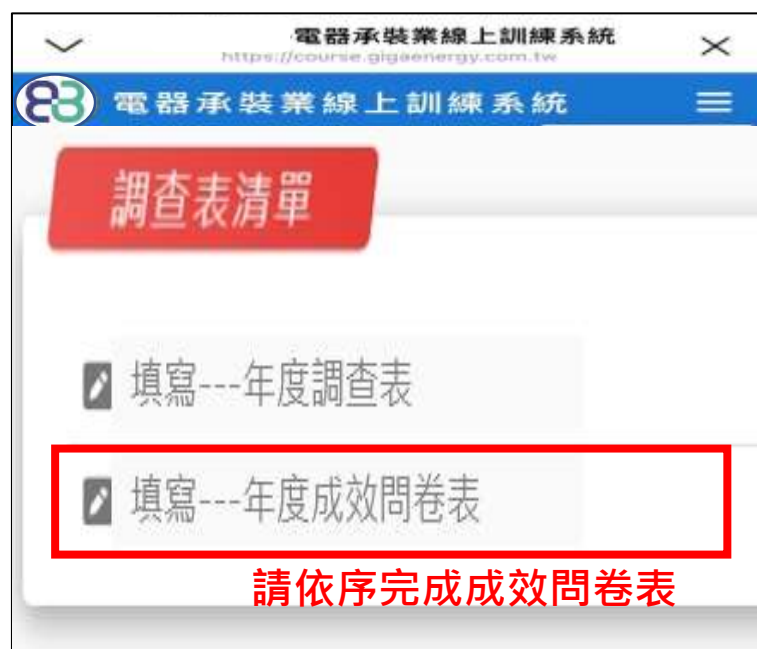 電器承裝業線上訓練系統
https://course.gigaenergy.com.tw
電器承裝業線上訓練系統
調查表清單
填寫---年度調查表
填寫---年度成效問卷表
請依序完成成效問卷表